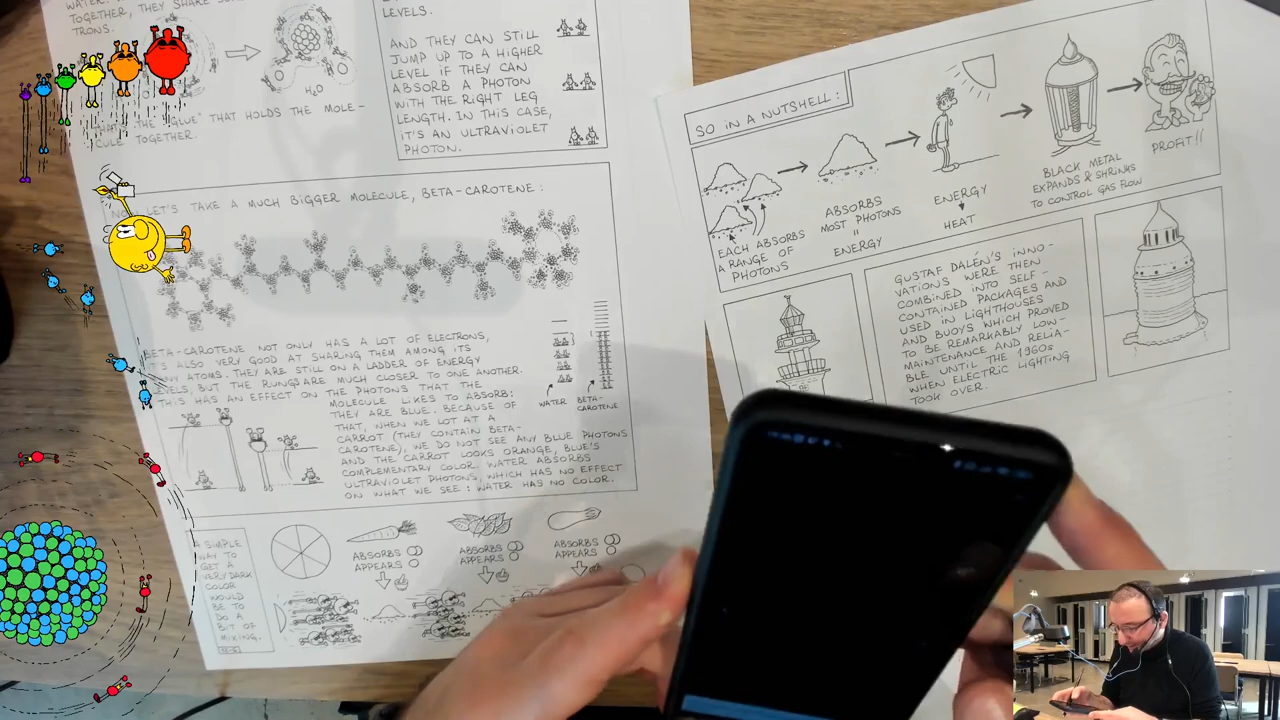 WATER.
TOGETHER, THEY SHARE SOME
TRONS.
H₂O
THAT'S THE "GLUE" THAT HOLDS THE MOLE-
CULE TOGETHER.
LEVELS.
AND THEY CAN STILL
JUMP UP TO A HIGHER
LEVEL IF THEY CAN
ABSORB A PHOTON
WITH THE RIGHT LEG
LENGTH. IN THIS CASE,
IT'S AN ULTRAVIOLET
PHOTON.
LET'S TAKE A MUCH BIGGER MOLECULE, BETA-CAROTENE:
BETA-CAROTENE NOT ONLY HAS A LOT OF ELECTRONS,
IT'S ALSO VERY GOOD AT SHARING THEM AMONG ITS
ATOMS. THEY ARE STILL ON A LADDER OF ENERGY
LEVELS, BUT THE RUNGS ARE MUCH CLOSER TO ONE ANOTHER.
THIS HAS AN EFFECT ON THE PHOTONS THAT THE
MOLECULE LIKES TO ABSORB:
THEY ARE BLUE. BECAUSE OF
THAT, WHEN WE LOT AT A
CARROT (THEY CONTAIN BETA-
CAROTENE), WE DO NOT SEE ANY BLUE PHOTONS
AND THE CARROT LOOKS ORANGE, BLUE'S
COMPLEMENTARY COLOR. WATER ABSORBS
ULTRAVIOLET PHOTONS, WHICH HAS NO EFFECT
ON WHAT WE SEE: WATER HAS NO COLOR.
WATER
BETA-
CAROTENE
A SIMPLE
WAY TO
GET A
VERY DARK
COLOR
WOULD
BE TO
DO A
BIT OF
MIXING.
ABSORBS
APPEARS
ABSORBS
APPEARS
ABSORBS
APPEARS
SO IN A NUTSHELL:
EACH ABSORBS
A RANGE OF
PHOTONS
ABSORBS
MOST PHOTONS
=
ENERGY
ENERGY
HEAT
BLACK METAL
EXPANDS & SHRINKS
TO CONTROL GAS FLOW
PROFIT!!
GUSTAF DALÉN'S INNO-
VATIONS WERE THEN
COMBINED INTO SELF-
CONTAINED PACKAGES AND
USED IN LIGHTHOUSES
AND BUOYS WHICH PROVED
TO BE REMARKABLY LOW-
MAINTENANCE AND RELIA-
BLE UNTIL THE 1960s
WHEN ELECTRIC LIGHTING
TOOK OVER.